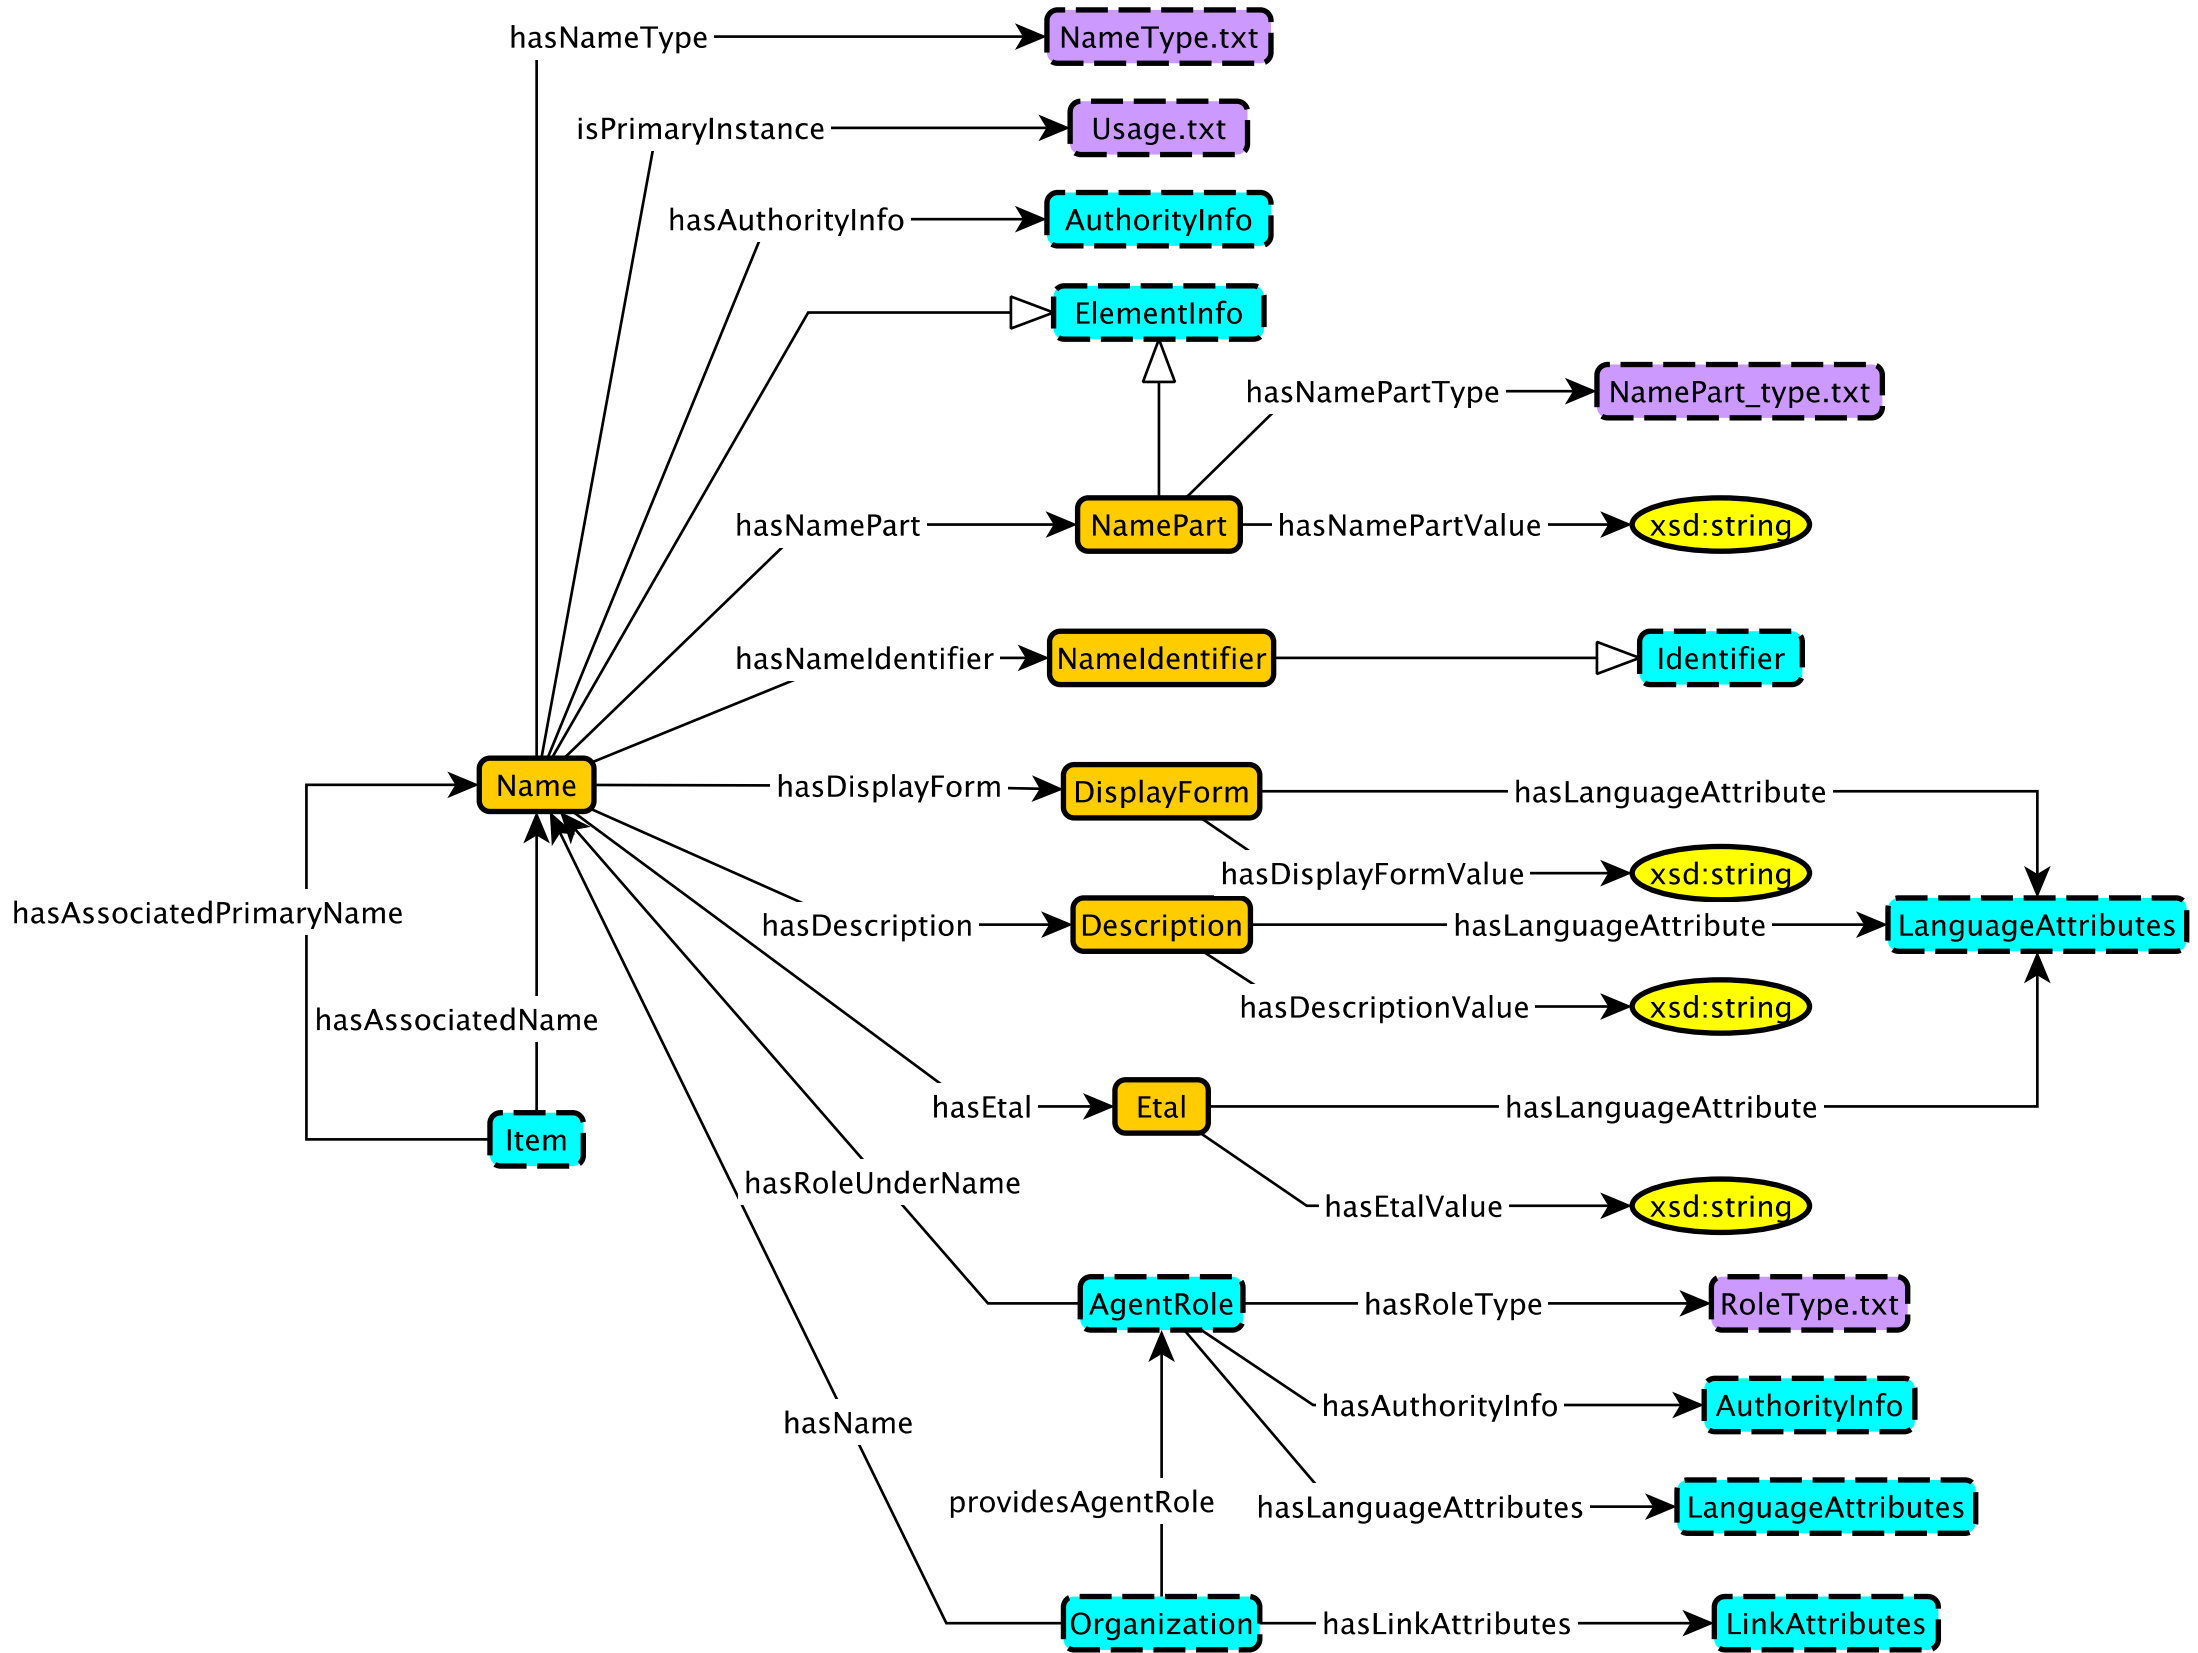 hasNameType
NameType.txt
isPrimaryInstance
Usage.txt
hasAuthorityInfo
AuthorityInfo
ElementInfo
hasNamePartType
NamePart_type.txt
hasNamePart
NamePart
hasNamePartValue
xsd:string
hasNameIdentifier
NameIdentifier
Identifier
Name
hasDisplayForm
DisplayForm
hasLanguageAttribute
hasDisplayFormValue
xsd:string
hasAssociatedPrimaryName
hasDescription
Description
hasLanguageAttribute
LanguageAttributes
hasAssociatedName
hasDescriptionValue
xsd:string
hasEtal
Etal
hasLanguageAttribute
Item
hasRoleUnderName
hasEtalValue
xsd:string
AgentRole
hasRoleType
RoleType.txt
hasAuthorityInfo
AuthorityInfo
hasName
providesAgentRole
hasLanguageAttributes
LanguageAttributes
Organization
hasLinkAttributes
LinkAttributes